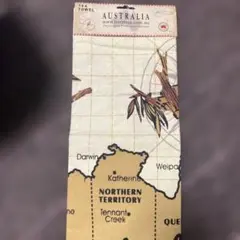 TEA
TOWEL
AUSTRALIA
Darwin
Weipa
Katherine
NORTHERN
TERRITORY
Tennant
Creek
QUE